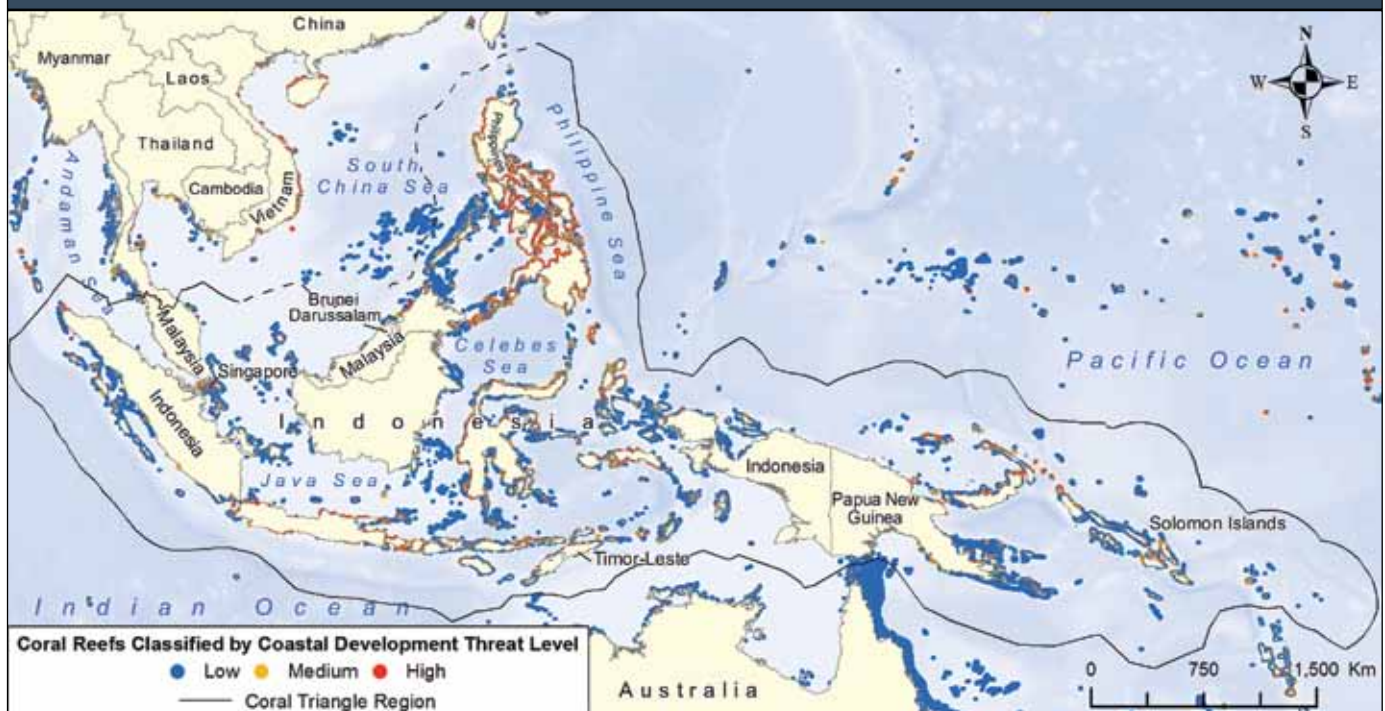 China
Myanmar
Laos
Thailand
Cambodia
Vietnam
Andaman Sea
South
China Sea
Philippines
Philippine Sea
N
W E
S
Brunei
Darussalam
Malaysia
Malaysia
Singapore
Celebes
Sea
Pacific Ocean
Indonesia
Indonesia
Java Sea
Indonesia
Papua New
Guinea
Solomon Islands
Timor-Leste
Indian Ocean
Australia
Coral Reefs Classified by Coastal Development Threat Level
Low Medium High
Coral Triangle Region
0 750 1,500 Km